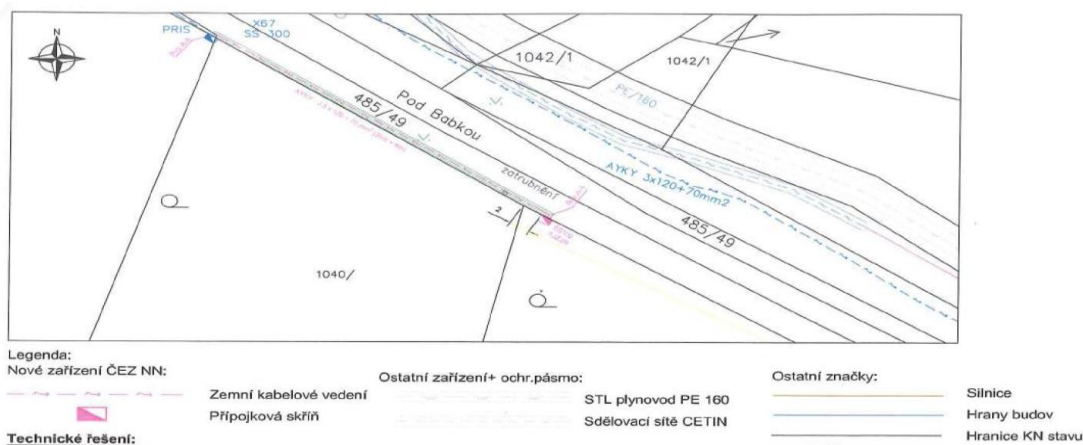 N
PRIS
X67
SS 300
1042/1
1042/1
PE/160
485/49
Pod Babkou
zatrubnění
AYKY 3x120+70mm2
485/49
2
1040/
Legenda:
Nové zařízení ČEZ NN:
Zemní kabelové vedení
Přípojková skříň
Technické řešení:
Ostatní zařízení+ ochr.pásmo:
STL plynovod PE 160
Sdělovací sítě CETIN
Ostatní značky:
Silnice
Hrany budov
Hranice KN stavu